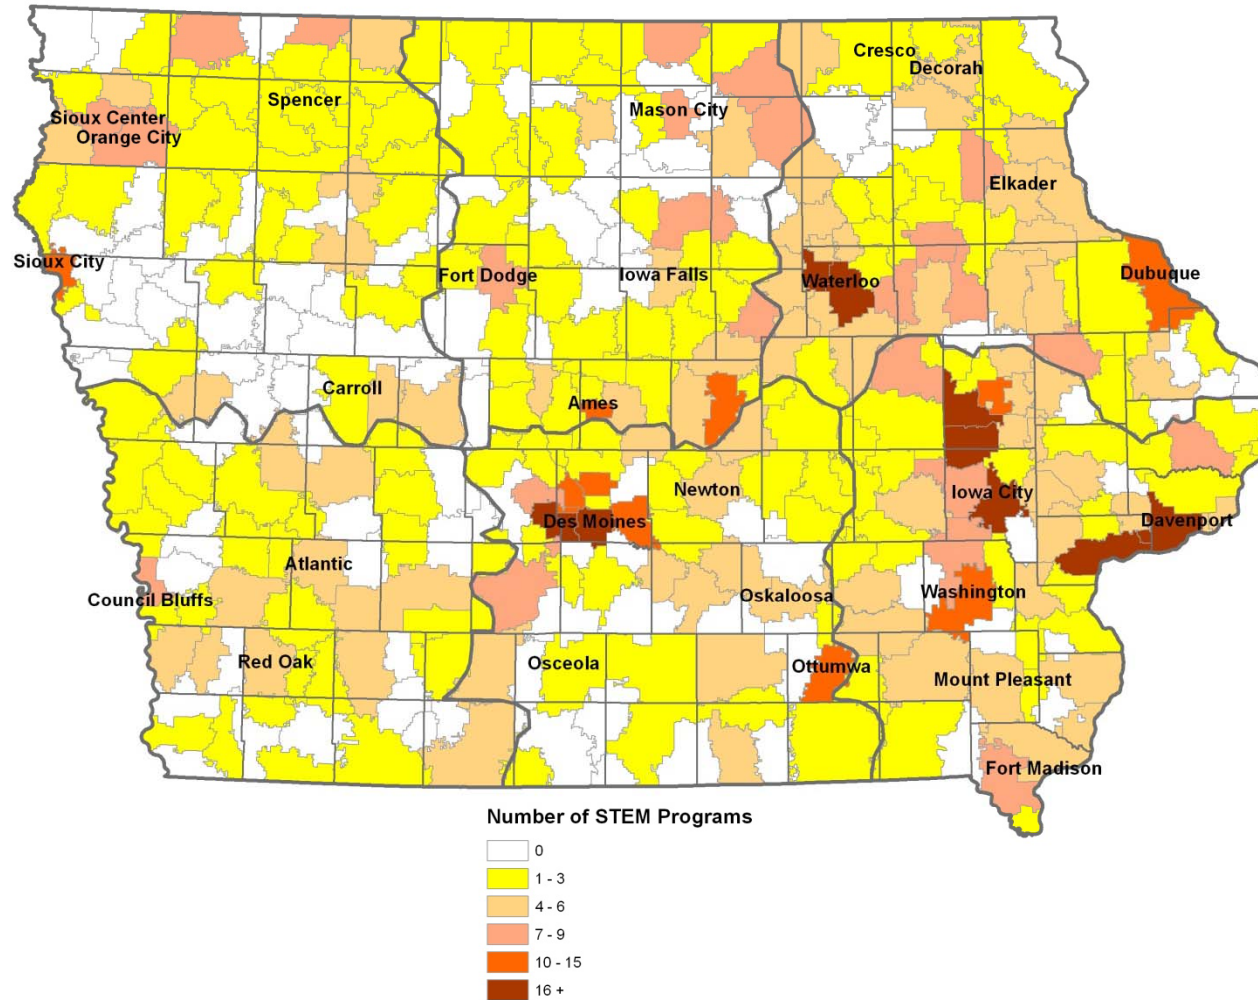 Cresco
Decorah
Spencer
Mason City
Sioux Center
Orange City
Elkader
Sioux City
Fort Dodge
Iowa Falls
Waterloo
Dubuque
Carroll
Ames
Newton
Iowa City
Des Moines
Davenport
Atlantic
Council Bluffs
Oskaloosa
Washington
Red Oak
Osceola
Ottumwa
Mount Pleasant
Fort Madison
Number of STEM Programs
0
1 - 3
4 - 6
7 - 9
10 - 15
16 +